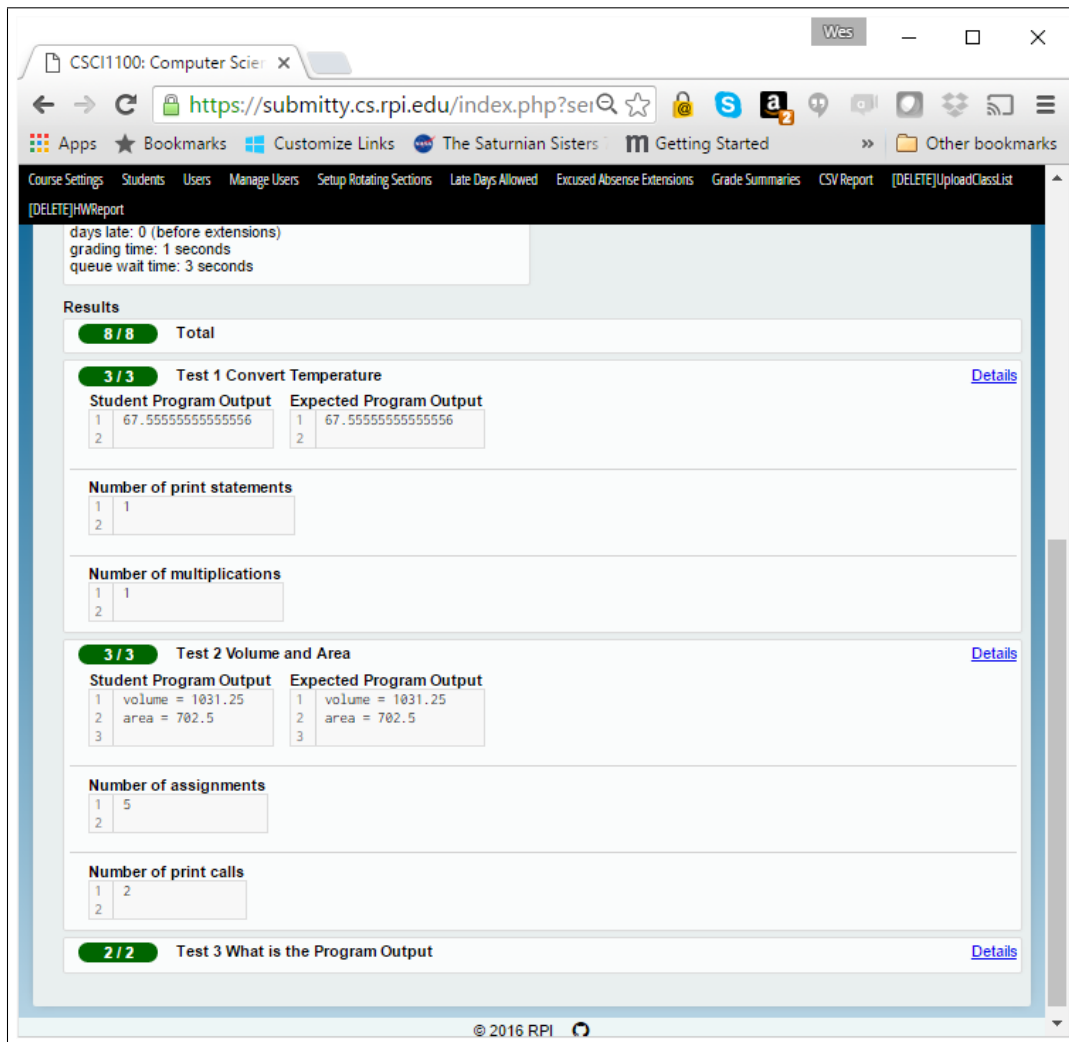 Wes
CSCI1100: Computer Scien
https://submitty.cs.rpi.edu/index.php?ser
2
Apps Bookmarks Customize Links The Saturnian Sisters Getting Started » Other bookmarks
Course Settings Students Users Manage Users Setup Rotating Sections Late Days Allowed Excused Absense Extensions Grade Summaries CSV Report [DELETE]UploadClassList
[DELETE]HWReport
days late: 0 (before extensions)
grading time: 1 seconds
queue wait time: 3 seconds
Results
8 / 8 Total
3 / 3 Test 1 Convert Temperature Details
Student Program Output Expected Program Output
1 67.55555555555556 1 67.55555555555556
2 2
Number of print statements
1 1
2
Number of multiplications
1 1
2
3 / 3 Test 2 Volume and Area Details
Student Program Output Expected Program Output
1 volume = 1031.25 1 volume = 1031.25
2 area = 702.5 2 area = 702.5
3 3
Number of assignments
1 5
2
Number of print calls
1 2
2
2 / 2 Test 3 What is the Program Output Details
© 2016 RPI